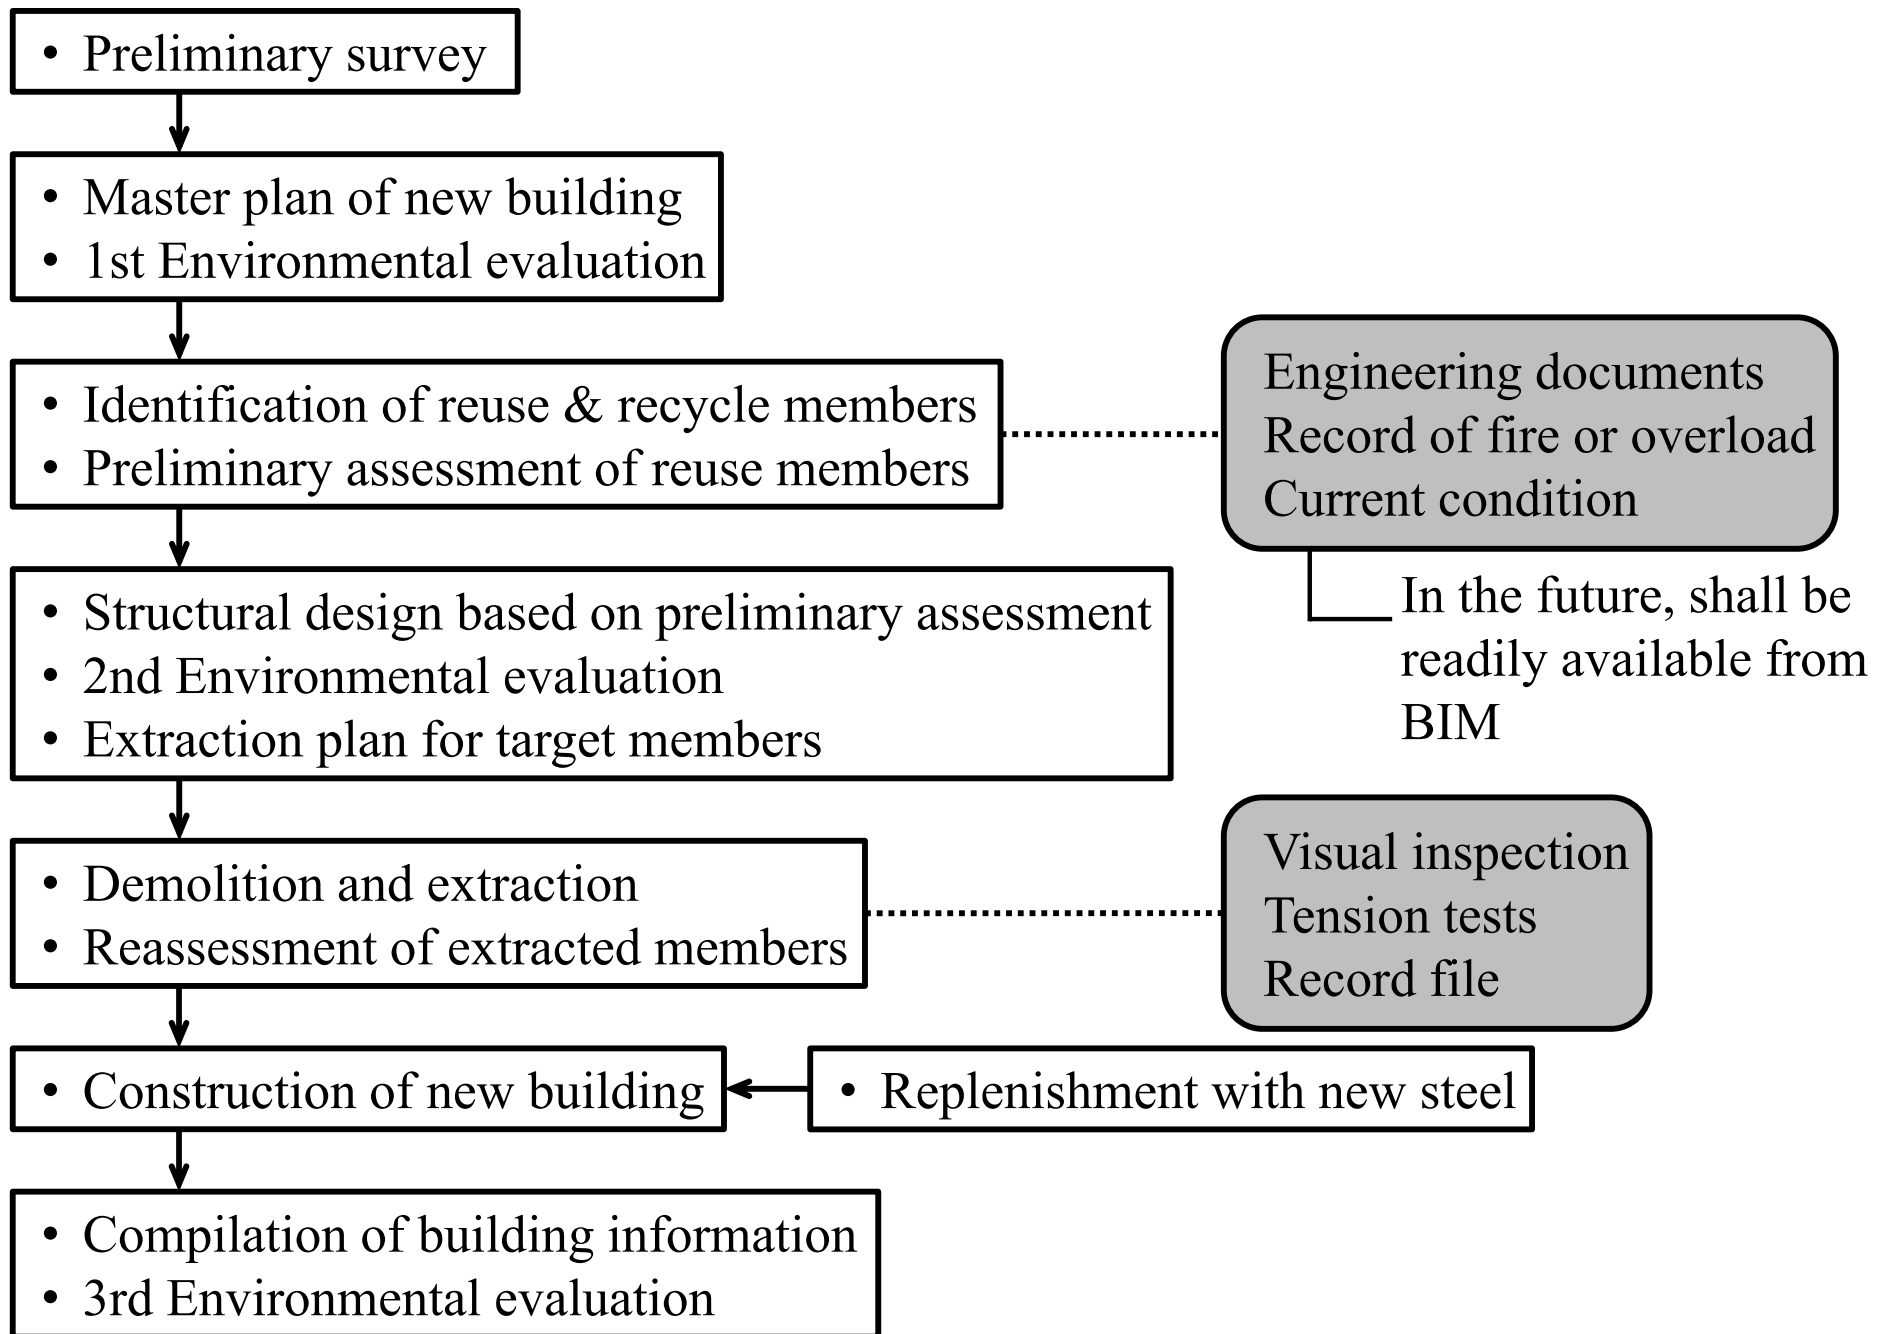 • Preliminary survey
• Master plan of new building
• 1st Environmental evaluation
• Identification of reuse & recycle members
• Preliminary assessment of reuse members
Engineering documents
Record of fire or overload
Current condition
In the future, shall be
readily available from
BIM
• Structural design based on preliminary assessment
• 2nd Environmental evaluation
• Extraction plan for target members
• Demolition and extraction
• Reassessment of extracted members
Visual inspection
Tension tests
Record file
• Construction of new building
• Replenishment with new steel
• Compilation of building information
• 3rd Environmental evaluation